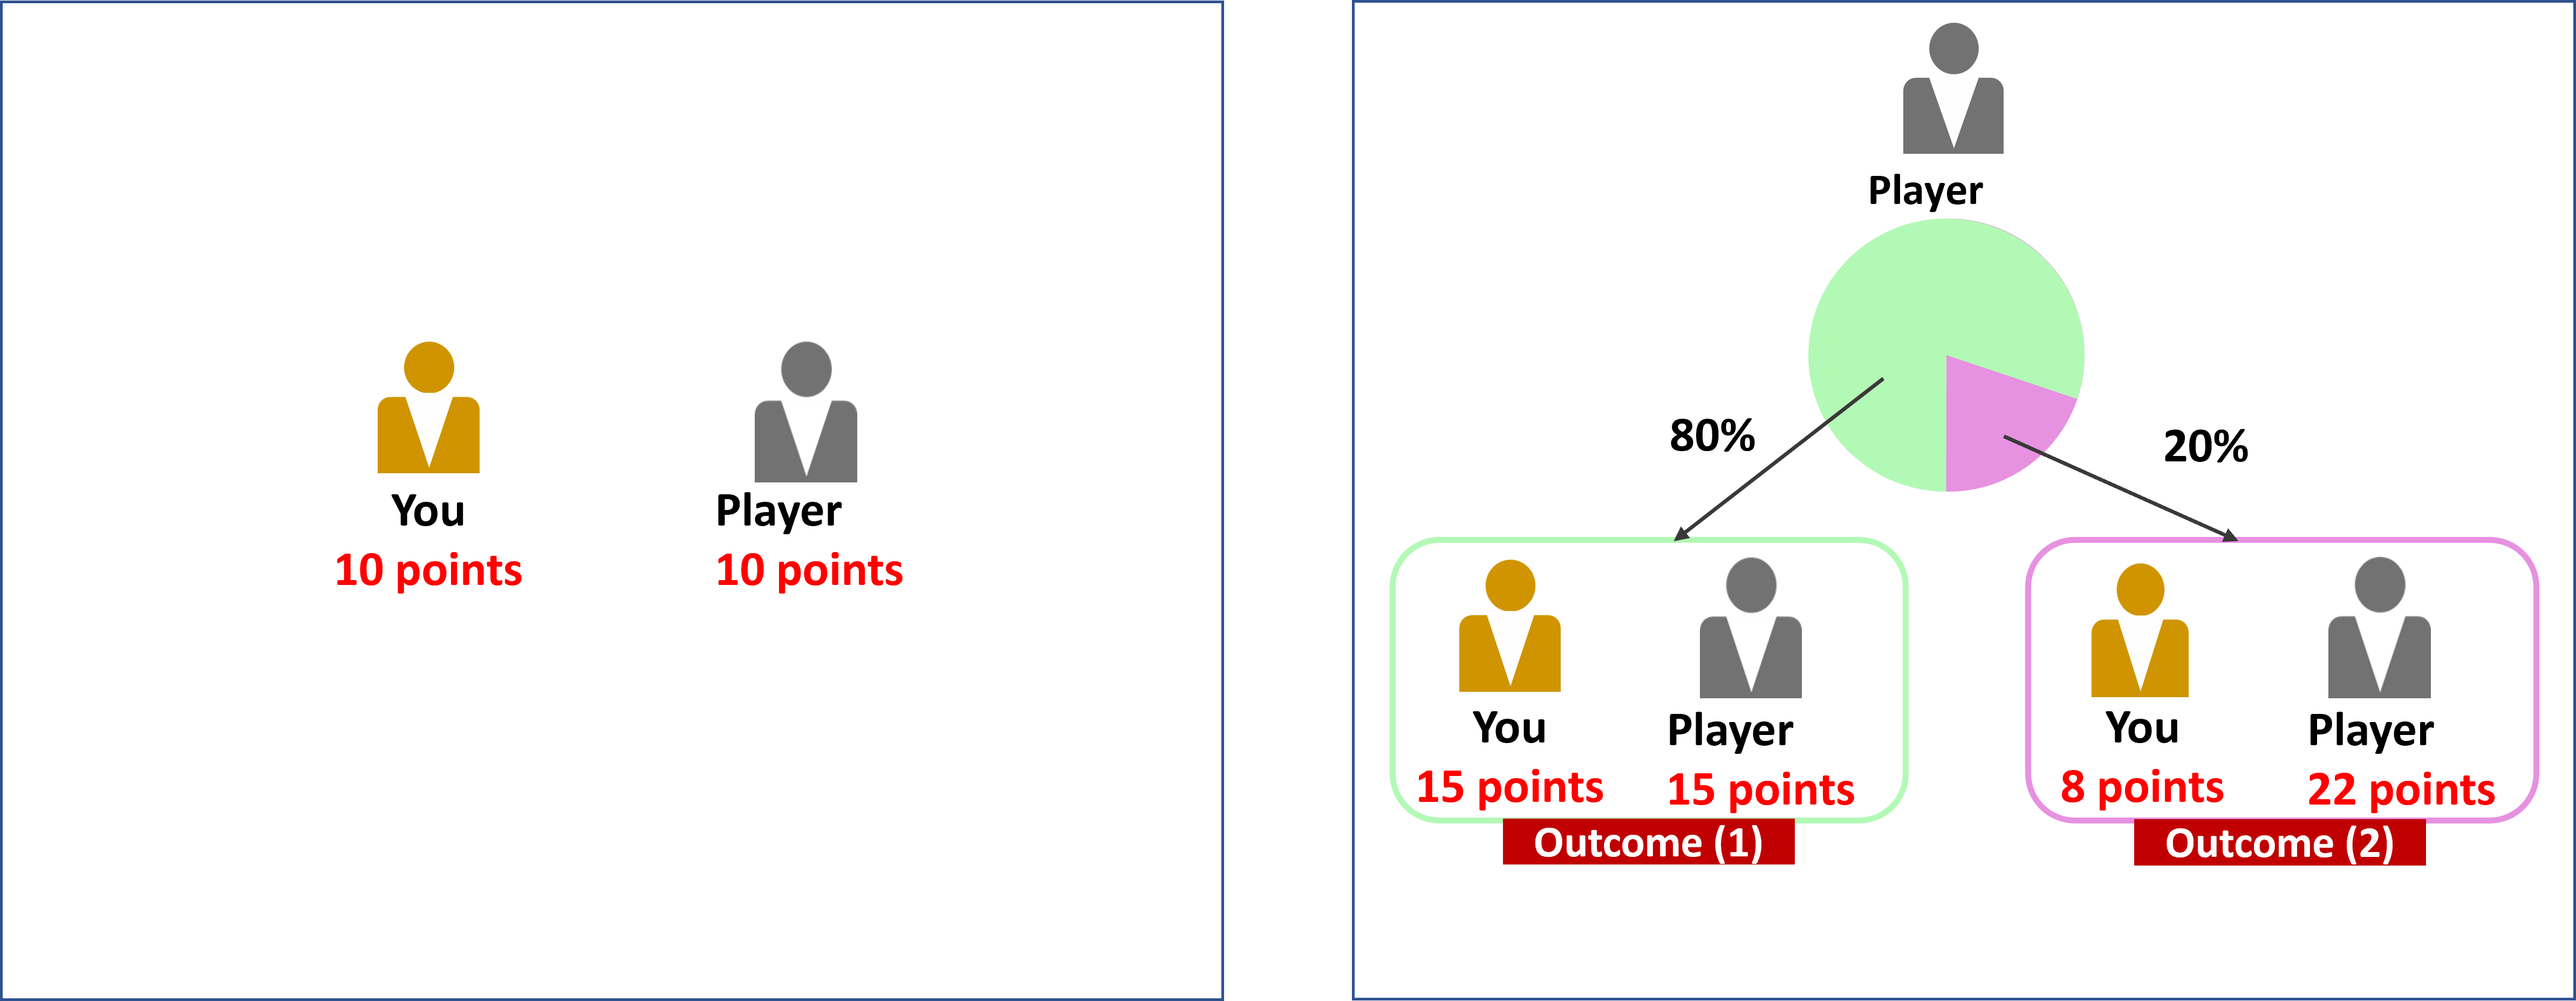 You
10 points
Player
10 points
Player
80%
20%
You
15 points
Player
15 points
Outcome (1)
You
8 points
Player
22 points
Outcome (2)